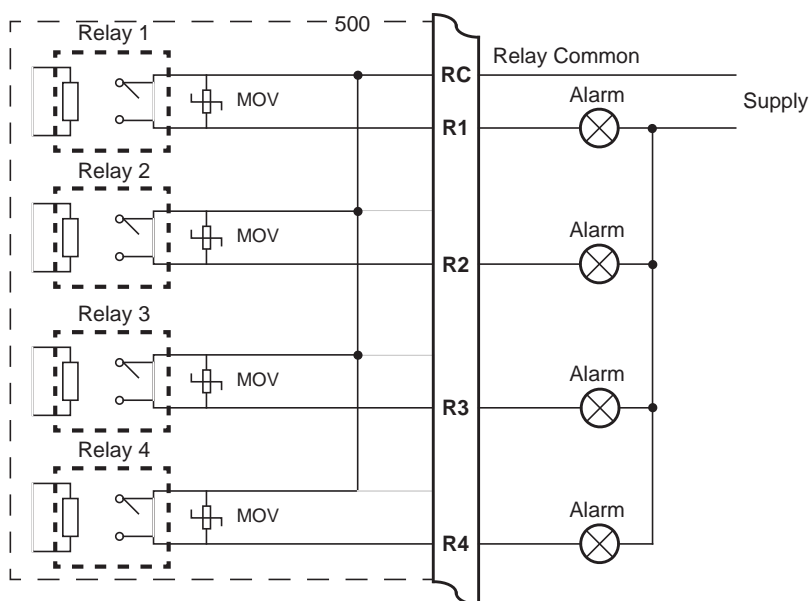 Relay 1
500
RC
Relay Common
MOV
Alarm
Supply
R1
Relay 2
MOV
Alarm
R2
Relay 3
MOV
Alarm
R3
Relay 4
MOV
Alarm
R4